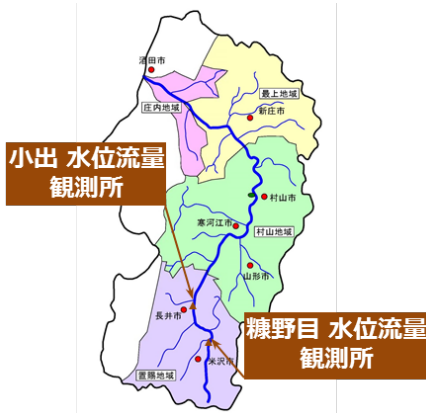 酒田市
最上地域
庄内地域
新庄市
小出 水位流量
観測所
村山市
寒河江市
村山地域
山形市
長井市
糠野目 水位流量
観測所
米沢市
置賜地域